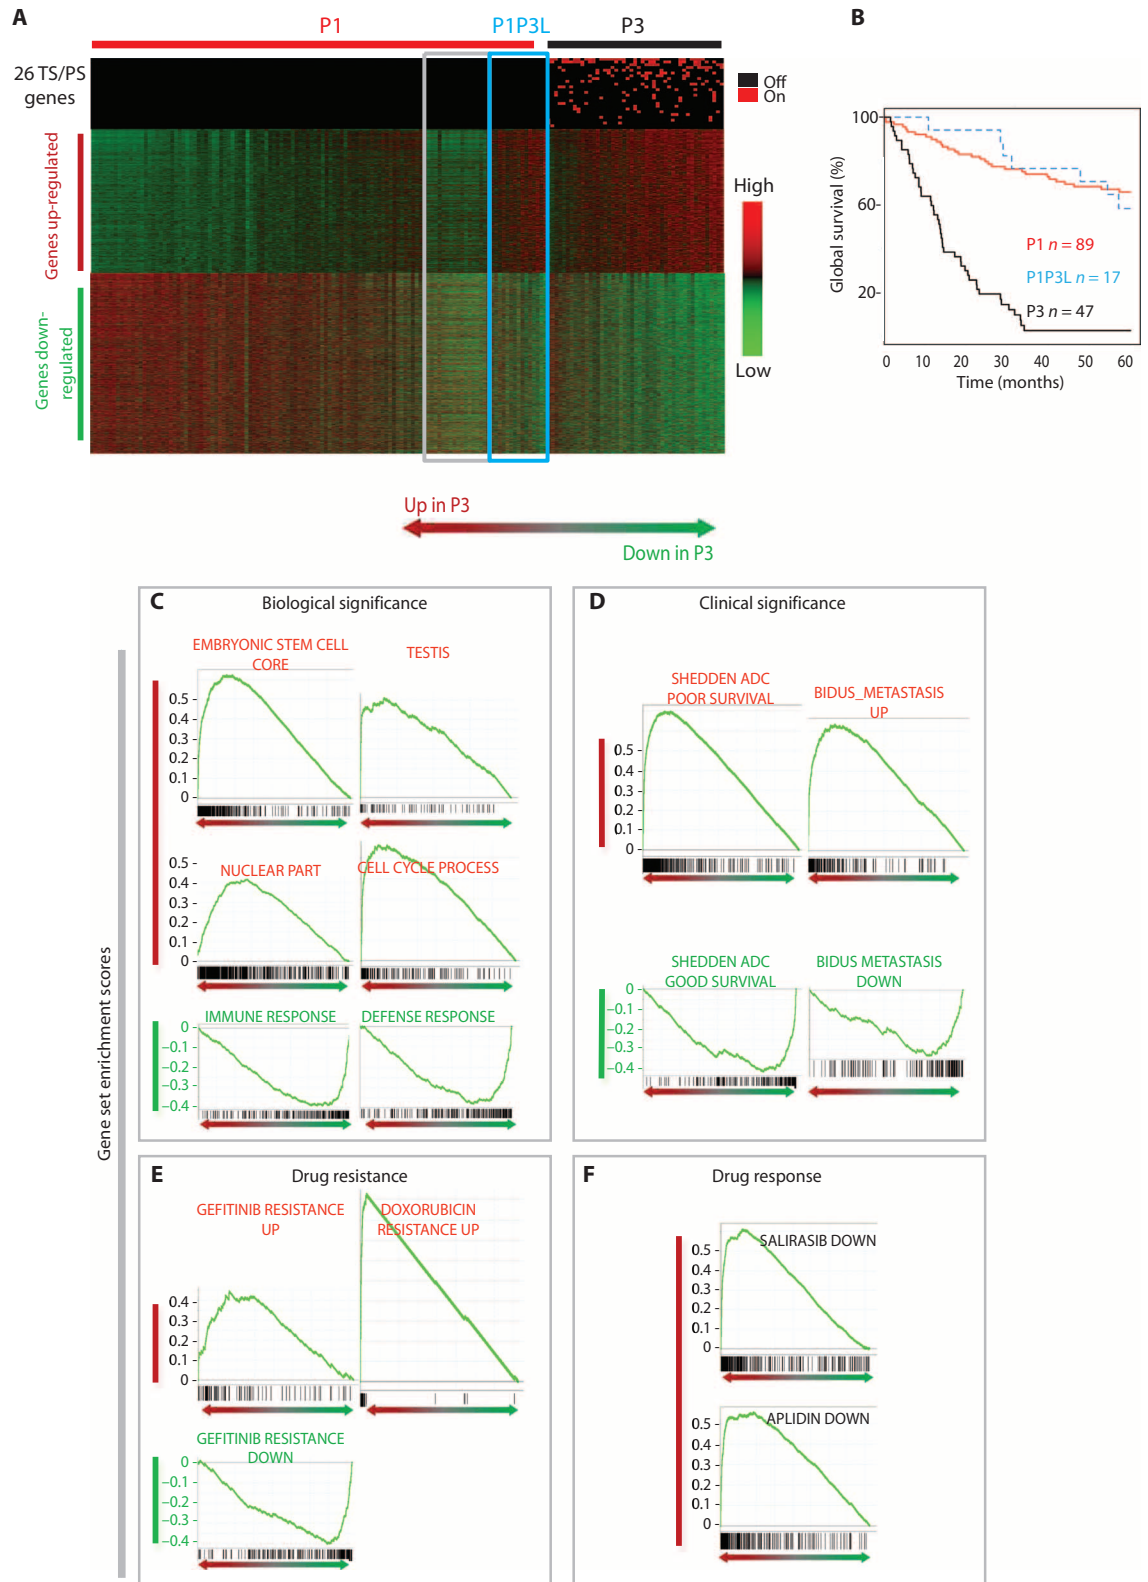 A
P1
P1P3L
P3
26 TS/PS
genes
Off
On
Genes up-regulated
Genes down-
regulated
High
Low
B
Global survival (%)
100
60
20
P1 n = 89
P1P3L n = 17
P3 n = 47
0 10 20 30 40 50 60
Time (months)
Up in P3
Down in P3
Gene set enrichment scores
C
Biological significance
EMBRYONIC STEM CELL
CORE
TESTIS
0.5
0.4
0.3
0.2
0.1
0
NUCLEAR PART
CELL CYCLE PROCESS
0.5
0.4
0.3
0.2
0.1
0
IMMUNE RESPONSE
DEFENSE RESPONSE
0
−0.1
−0.2
−0.3
−0.4
D
Clinical significance
SHEDDEN ADC
POOR SURVIVAL
BIDUS_METASTASIS
UP
0.5
0.4
0.3
0.2
0.1
0
SHEDDEN ADC
GOOD SURVIVAL
BIDUS METASTASIS
DOWN
0
−0.1
−0.2
−0.3
−0.4
E
Drug resistance
GEFITINIB RESISTANCE
UP
DOXORUBICIN
RESISTANCE UP
0.4
0.3
0.2
0.1
0
GEFITINIB RESISTANCE
DOWN
0
−0.1
−0.2
−0.3
−0.4
F
Drug response
SALIRASIB DOWN
0.5
0.4
0.3
0.2
0.1
0
APLIDIN DOWN
0.5
0.4
0.3
0.2
0.1
0